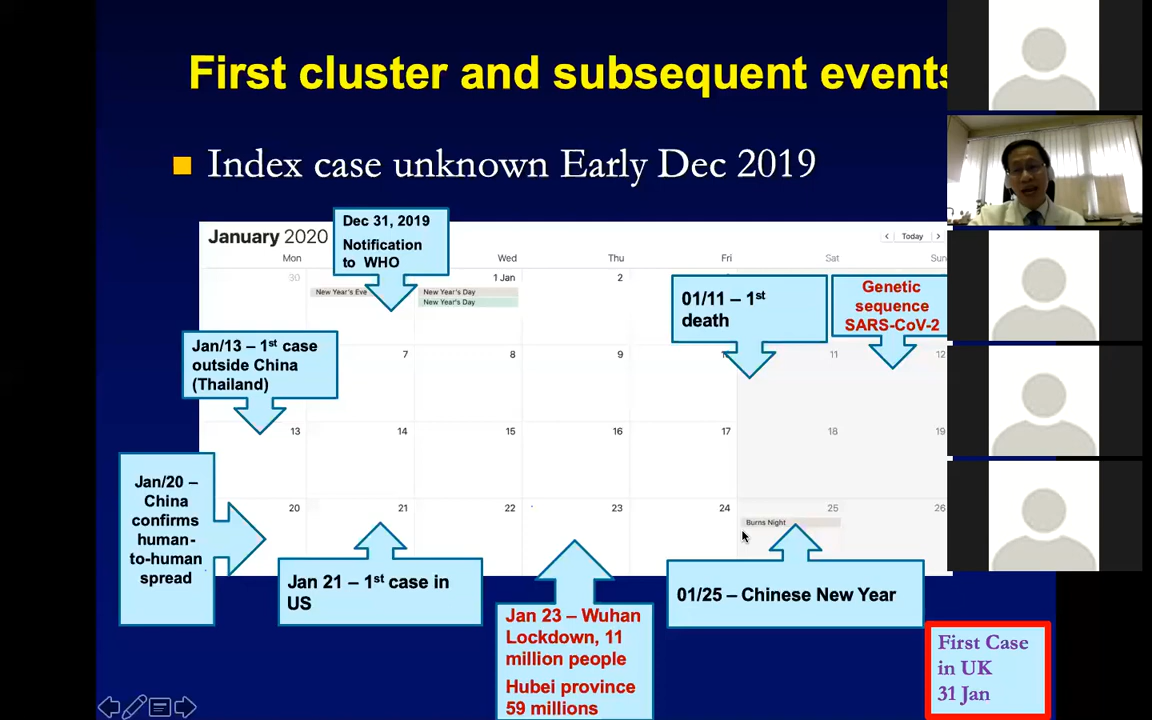 First cluster and subsequent events
Index case unknown Early Dec 2019
Dec 31, 2019
Notification
to WHO
January 2020
Today
Mon
Wed
Thu
Fri
Sat
Sun
30
New Year's Eve
1 Jan
New Year's Day
New Year's Day
2
01/11 – 1st
death
Genetic
sequence
SARS-CoV-2
Jan/13 – 1st case
outside China
(Thailand)
7
8
9
11
12
13
14
15
16
17
18
19
Jan/20 –
China
confirms
human-
to-human
spread
20
21
22
23
24
25
26
Burns Night
Jan 21 – 1st case in
US
Jan 23 – Wuhan
Lockdown, 11
million people
Hubei province
59 millions
01/25 – Chinese New Year
First Case
in UK
31 Jan